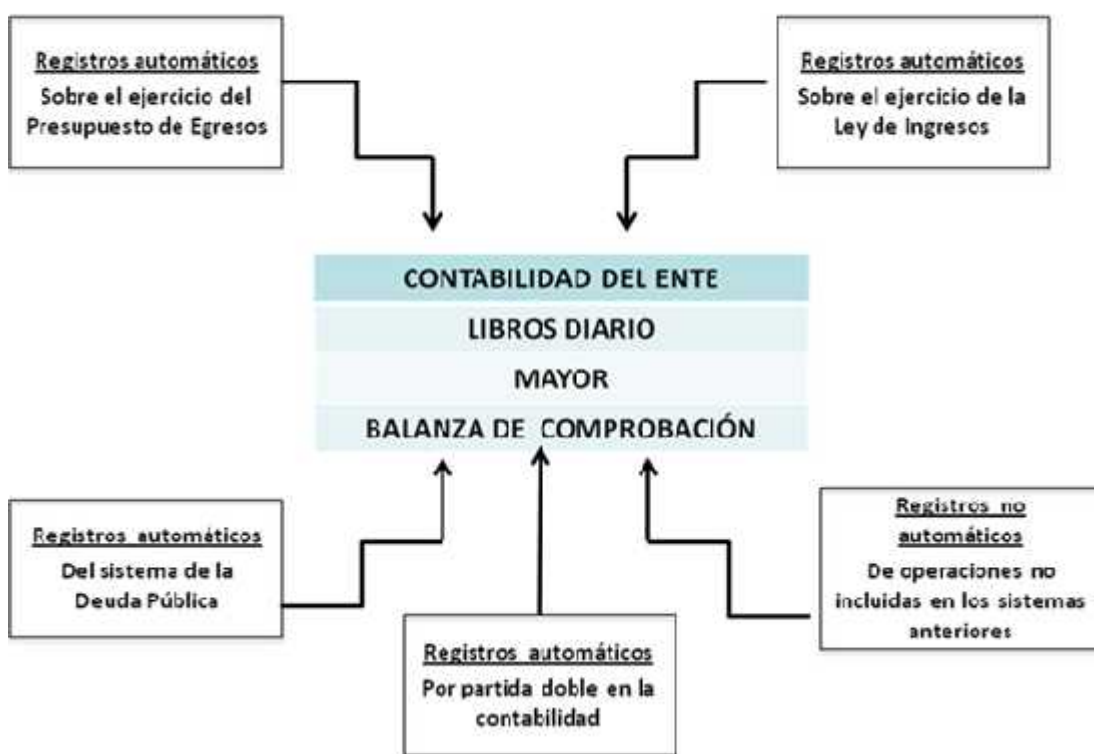 Registros automáticos
Sobre el ejercicio del
Presupuesto de Egresos
Registros automáticos
Sobre el ejercicio de la
Ley de Ingresos
CONTABILIDAD DEL ENTE
LIBROS DIARIO
MAYOR
BALANZA DE COMPROBACIÓN
Registros automáticos
Del sistema de la
Deuda Pública
Registros automáticos
Por partida doble en la
contabilidad
Registros no
automáticos
De operaciones no
incluidas en los sistemas
anteriores